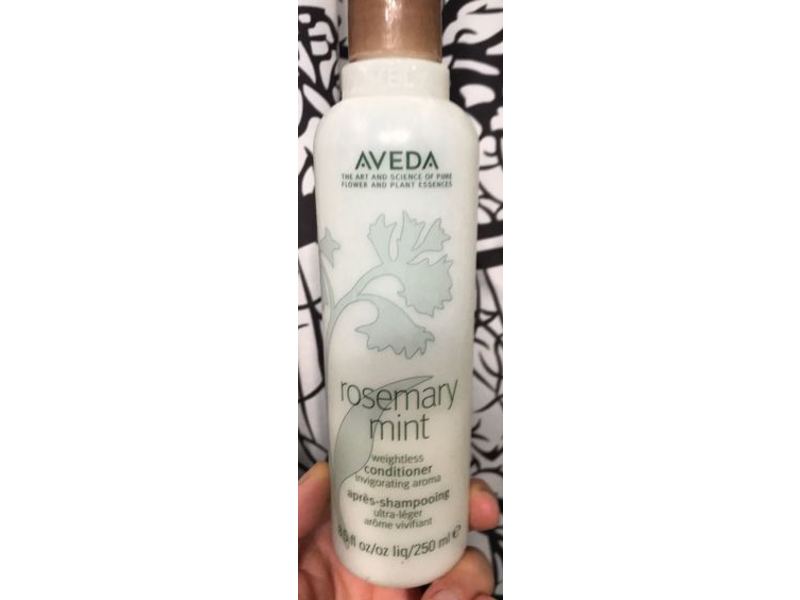 AVEDA
THE ART AND SCIENCE OF PURE
FLOWER AND PLANT ESSENCES
rosemary
mint
weightless
conditioner
invigorating aroma
après-shampooing
ultra-léger
arôme vivifiant
fl oz/oz liq/250 ml e